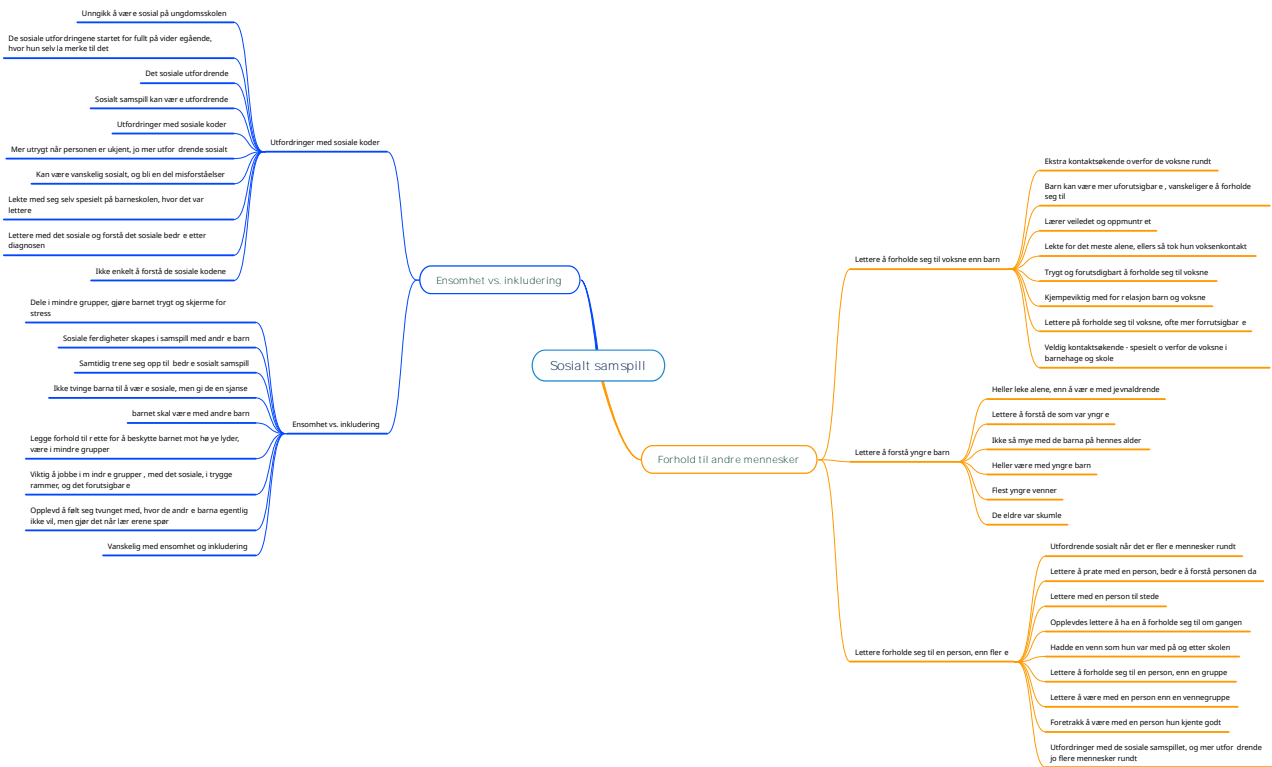 Unngikk å være sosial på ungdomsskolen
De sosiale utfordringene startet for fullt på videregående,
hvor hun selv la merke til det
Det sosiale utfordrende
Sosialt samspill kan være utfordrende
Utfordringer med sosiale koder
Mer utrygt når personen er ukjent, jo mer utfordrende sosialt
Kan være vanskelig sosialt, og bli en del misforståelser
Lekte med seg selv spesielt på barneskolen, hvor det var
lettere
Lettere med det sosiale og forstå det sosiale bedre etter
diagnosen
Ikke enkelt å forstå de sosiale kodene
Utfordringer med sosiale koder
Dele i mindre grupper, gjøre barnet trygt og skjerme for
stress
Sosiale ferdigheter skapes i samspill med andre barn
Samtidig trene seg opp til bedre sosialt samspill
Ikke tvinge barna til å være sosiale, men gi de en sjanse
barnet skal være med andre barn
Legge forhold til rette for å beskytte barnet mot høye lyder,
være i mindre grupper
Viktig å jobbe i mindre grupper, med det sosiale, i trygge
rammer, og det forutsigbare
Opplevd å følt seg tvunget med, hvor de andre barna egentlig
ikke vil, men gjør det når lærerene spør
Vanskelig med ensomhet og inkludering
Ensomhet vs. inkludering
Ensomhet vs. inkludering
Sosialt samspill
Forhold til andre mennesker
Lettere å forholde seg til voksne enn barn
Ekstra kontaktsøkende overfor de voksne rundt
Barn kan være mer uforutsigbare, vanskeligere å forholde
seg til
Lærer veiledet og oppmuntret
Lekte for det meste alene, ellers så tok hun voksenkontakt
Trygt og forutsdigbart å forholde seg til voksne
Kjempeviktig med for relasjon barn og voksne
Lettere på forholde seg til voksne, ofte mer forrutsigbare
Veldig kontaktsøkende - spesielt overfor de voksne i
barnehage og skole
Lettere å forstå yngre barn
Heller leke alene, enn å være med jevnaldrende
Lettere å forstå de som var yngre
Ikke så mye med de barna på hennes alder
Heller være med yngre barn
Flest yngre venner
De eldre var skumle
Lettere forholde seg til en person, enn flere
Utfordrende sosialt når det er flere mennesker rundt
Lettere å prate med en person, bedre å forstå personen da
Lettere med en person til stede
Opplevdes lettere å ha en å forholde seg til om gangen
Hadde en venn som hun var med på og etter skolen
Lettere å forholde seg til en person, enn en gruppe
Lettere å være med en person enn en vennegruppe
Foretrakk å være med en person hun kjente godt
Utfordringer med de sosiale samspillet, og mer utfordrende
jo flere mennesker rundt